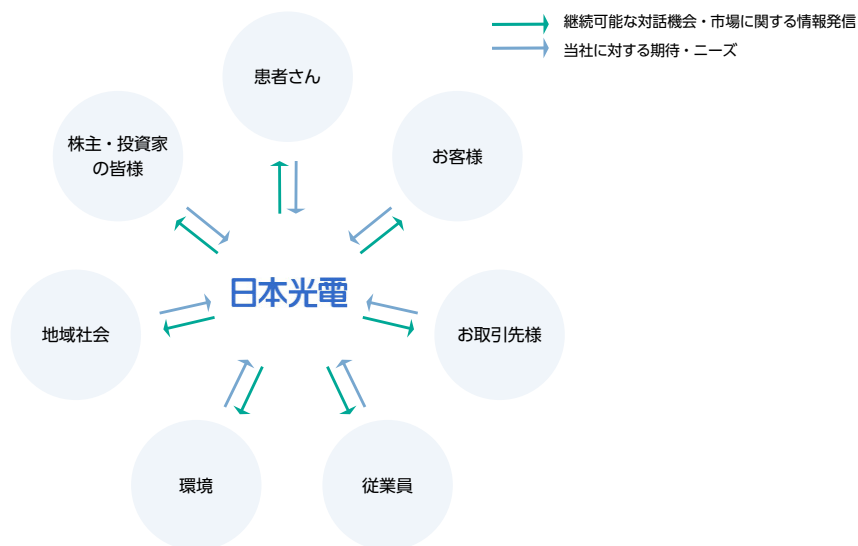 継続可能な対話機会・市場に関する情報発信
当社に対する期待・ニーズ
患者さん
株主・投資家
の皆様
お客様
日本光電
地域社会
お取引先様
環境
従業員